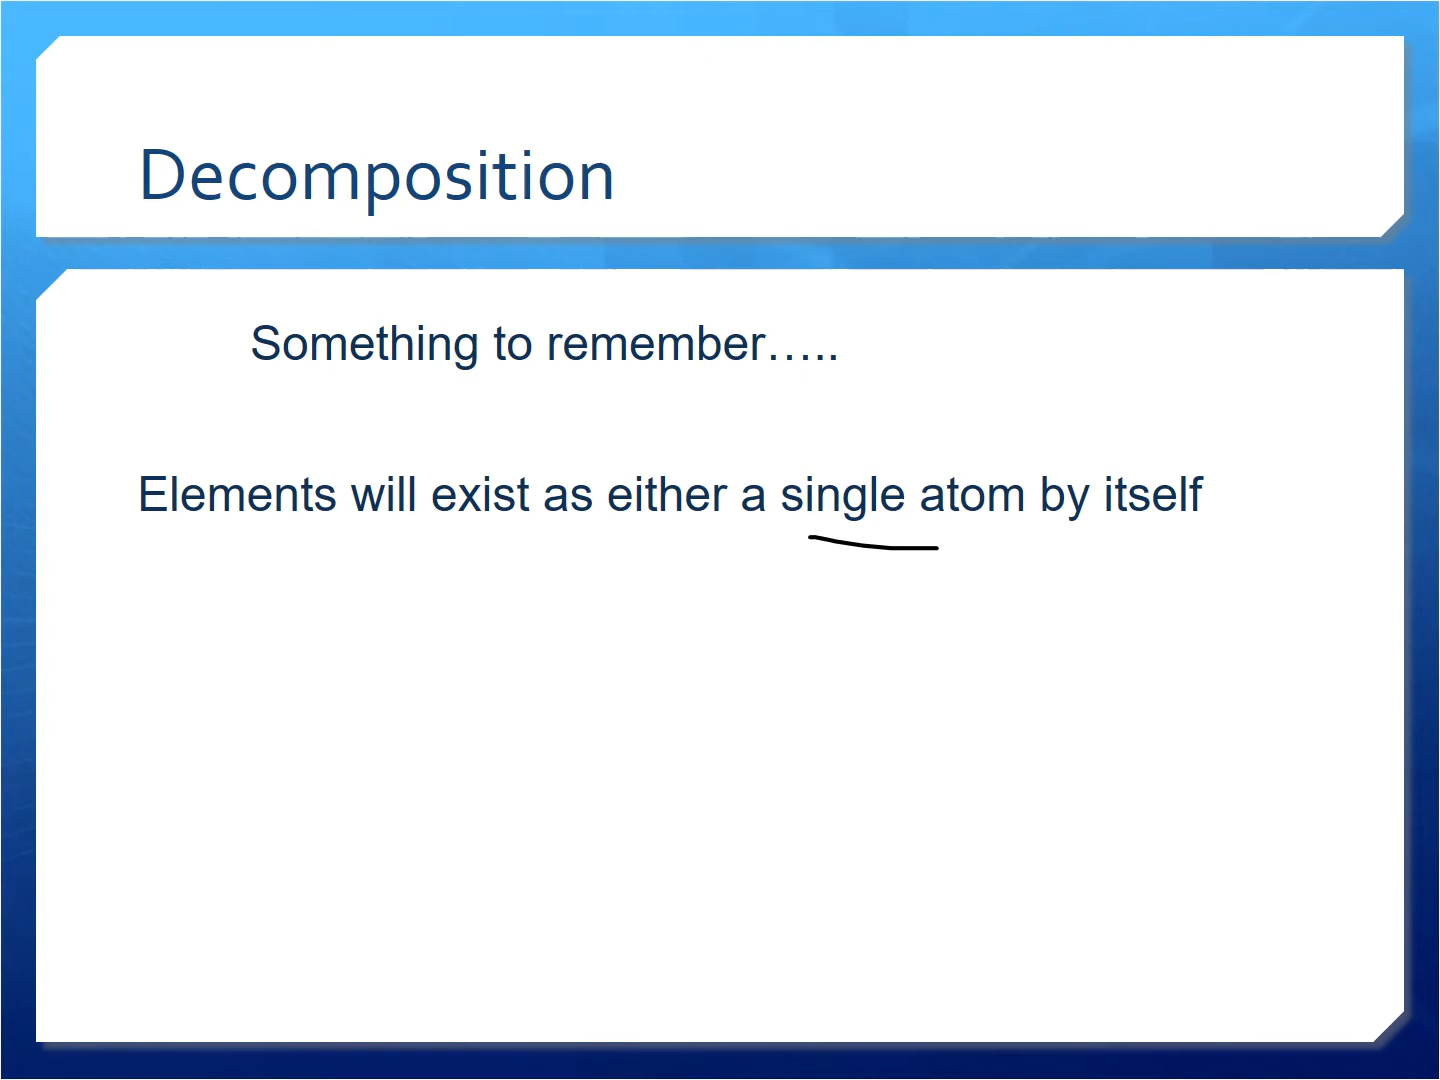 Decomposition
Something to remember…..
Elements will exist as either a single atom by itself